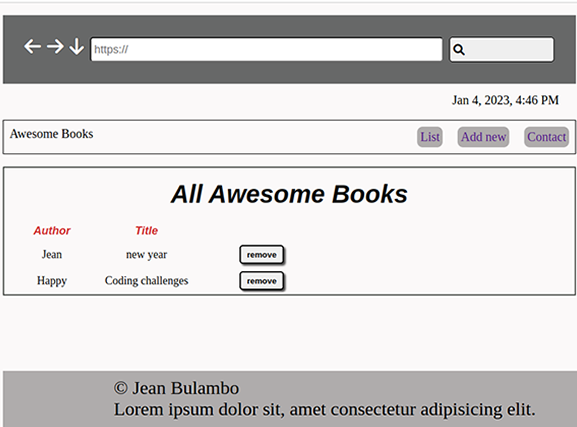 https://
Jan 4, 2023, 4:46 PM
Awesome Books List Add new Contact
All Awesome Books
Author Title
Jean new year remove
Happy Coding challenges remove
© Jean Bulambo
Lorem ipsum dolor sit, amet consectetur adipisicing elit.